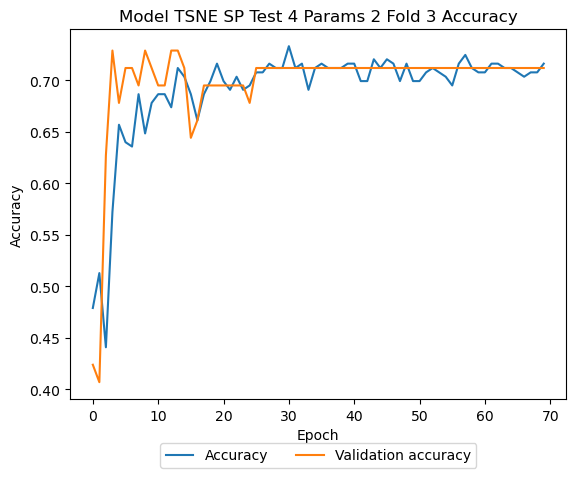 Model TSNE SP Test 4 Params 2 Fold 3 Accuracy
Accuracy
0.70
0.65
0.60
0.55
0.50
0.45
0.40
0 10 20 30 40 50 60 70
Epoch
Accuracy Validation accuracy